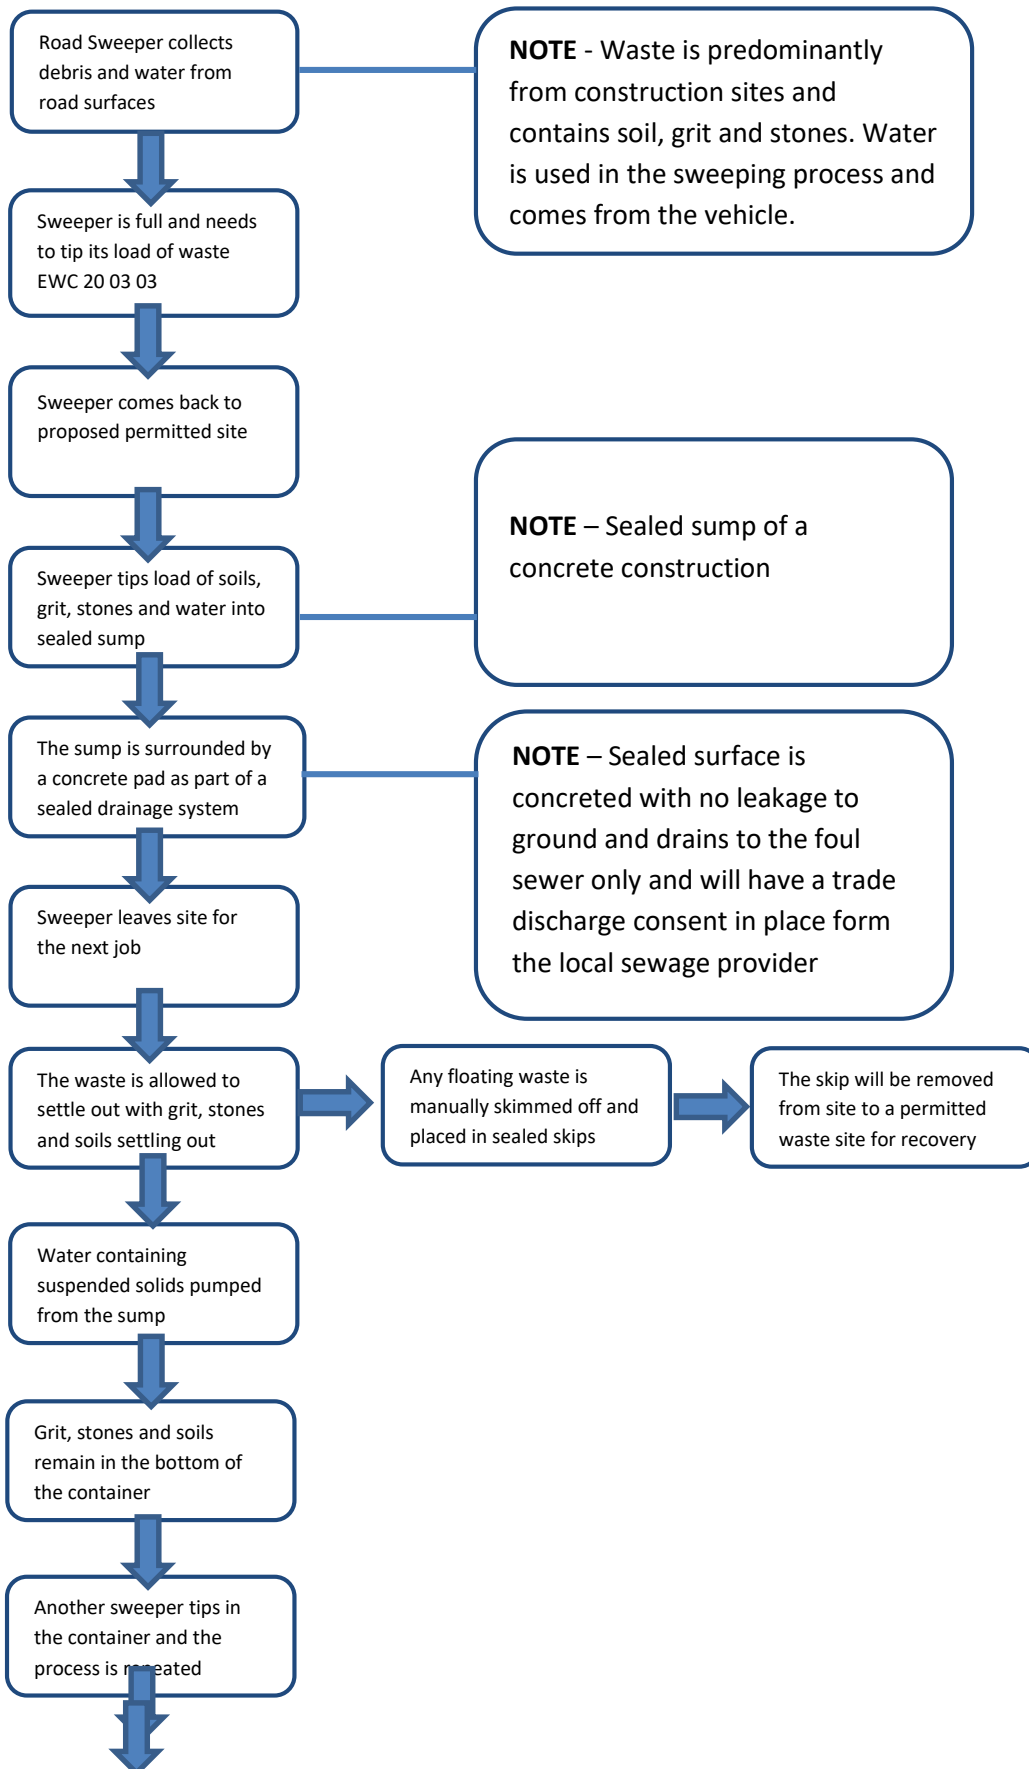 Road Sweeper collects
debris and water from
road surfaces
NOTE - Waste is predominantly
from construction sites and
contains soil, grit and stones. Water
is used in the sweeping process and
comes from the vehicle.
Sweeper is full and needs
to tip its load of waste
EWC 20 03 03
Sweeper comes back to
proposed permitted site
Sweeper tips load of soils,
grit, stones and water into
sealed sump
NOTE – Sealed sump of a
concrete construction
The sump is surrounded by
a concrete pad as part of a
sealed drainage system
NOTE – Sealed surface is
concreted with no leakage to
ground and drains to the foul
sewer only and will have a trade
discharge consent in place form
the local sewage provider
Sweeper leaves site for
the next job
The waste is allowed to
settle out with grit, stones
and soils settling out
Any floating waste is
manually skimmed off and
placed in sealed skips
The skip will be removed
from site to a permitted
waste site for recovery
Water containing
suspended solids pumped
from the sump
Grit, stones and soils
remain in the bottom of
the container
Another sweeper tips in
the container and the
process is repeated